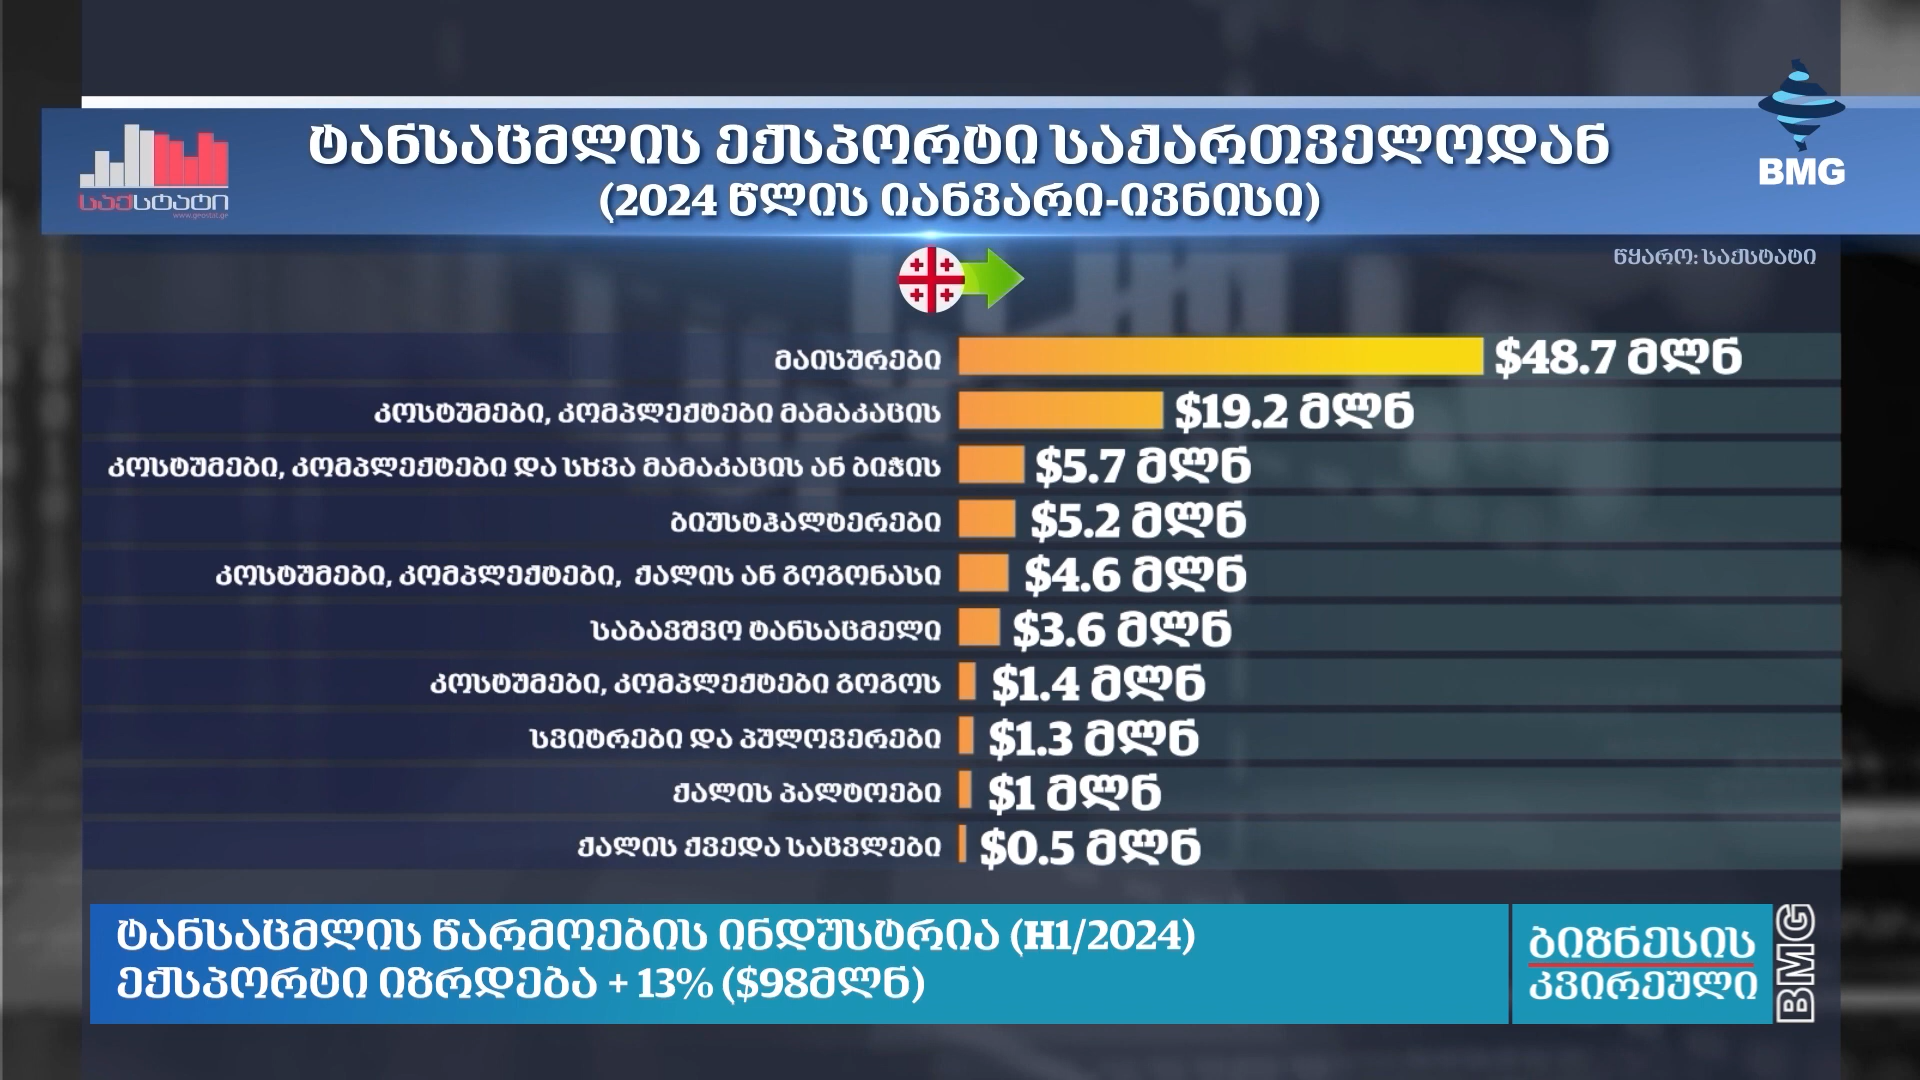 ტანსაცმლის ექსპორტი საქართველოდან
(2024 წლის იანვარი-ივნისი)
საქსტატი
www.geostat.ge
BMG
წყარო: საქსტატი
მაისურები $48.7 მლნ
კოსტუმები, კომპლექტები მამაკაცის $19.2 მლნ
კოსტუმები, კომპლექტები და სხვა მამაკაცის ან ბიჭის $5.7 მლნ
ბიუსტჰალტერები $5.2 მლნ
კოსტუმები, კომპლექტები, ქალის ან გოგონასი $4.6 მლნ
საბავშვო ტანსაცმელი $3.6 მლნ
კოსტუმები, კომპლექტები გოგოს $1.4 მლნ
სვიტრები და პულოვერები $1.3 მლნ
ქალის პალტოები $1 მლნ
ქალის ქვედა საცვლები $0.5 მლნ
ტანსაცმლის წარმოების ინდუსტრია (H1/2024)
ექსპორტი იზრდება + 13% ($98მლნ)
ბიზნესის
კვირეული
BMG